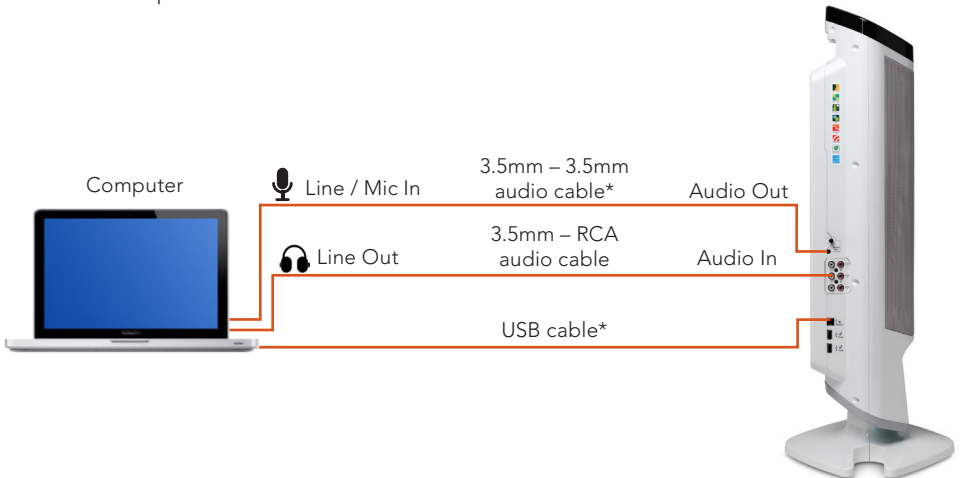 Computer
Line / Mic In
3.5mm – 3.5mm
audio cable*
Audio Out
Line Out
3.5mm – RCA
audio cable
Audio In
USB cable*